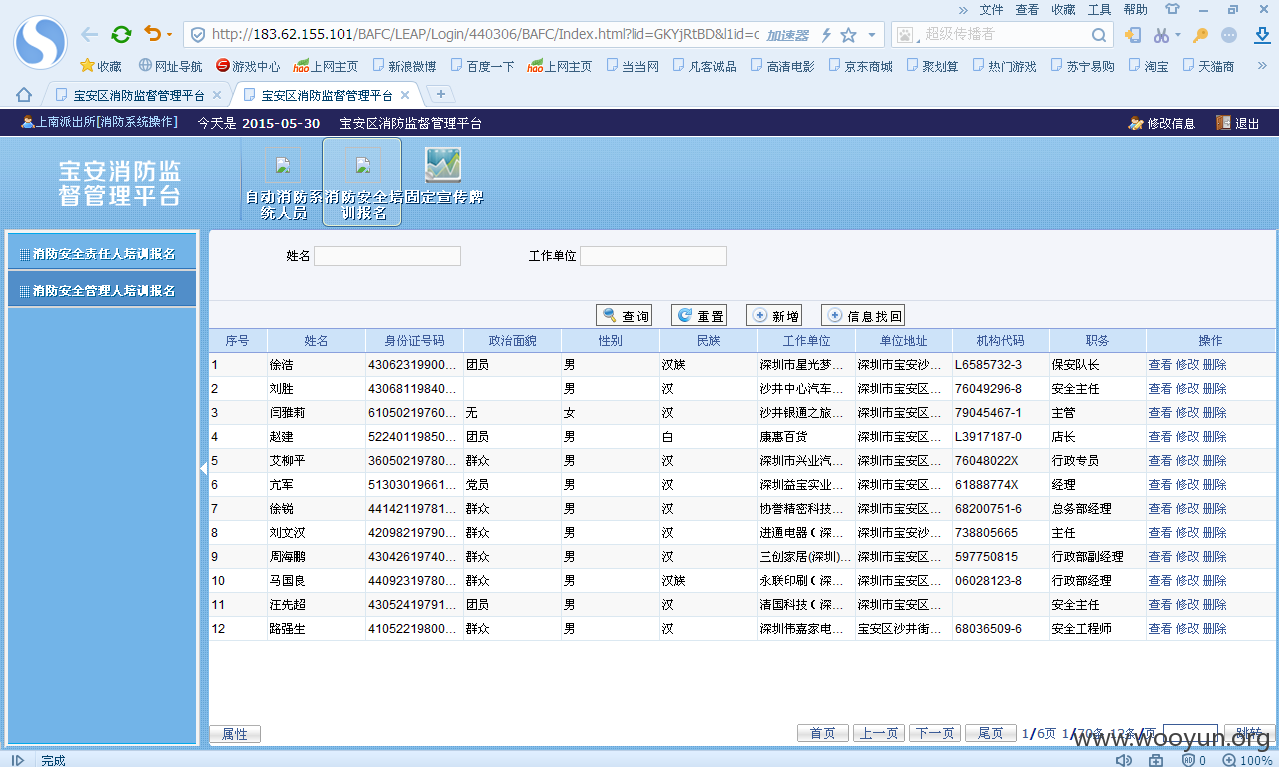 » 文件 查看 收藏 工具 帮助
http://183.62.155.101/BAFC/LEAP/Login/440306/BAFC/Index.html?lid=GKYjRtBD&l1id=c 加速器 超级传播者
收藏 网址导航 游戏中心 hao上网主页 新浪微博 百度一下 hao上网主页 当当网 凡客诚品 高清电影 京东商城 聚划算 热门游戏 苏宁易购 淘宝 天猫商 »
宝安区消防监督管理平台 宝安区消防监督管理平台
上南派出所[消防系统操作] 今天是 2015-05-30 宝安区消防监督管理平台 修改信息 退出
宝安消防监
督管理平台
自动消防系
统人员
消防安全培
训报名
固定宣传牌
消防安全责任人培训报名
消防安全管理人培训报名
姓名 工作单位
查询 重置 新增 信息找回
序号 姓名 身份证号码 政治面貌 性别 民族 工作单位 单位地址 机构代码 职务 操作
1 徐浩 43062319900... 团员 男 汉族 深圳市星光梦... 深圳市宝安沙... L6585732-3 保安队长 查看 修改 删除
2 刘胜 43068119840... 男 汉 沙井中心汽车... 深圳市宝安区... 76049296-8 安全主任 查看 修改 删除
3 闫雅莉 61050219760... 无 女 汉 沙井银通之旅... 深圳市宝安区... 79045467-1 主管 查看 修改 删除
4 赵建 52240119850... 团员 男 白 康惠百货 深圳市宝安区... L3917187-0 店长 查看 修改 删除
5 艾柳平 36050219780... 群众 男 汉 深圳市兴业汽... 深圳市宝安区... 76048022X 行政专员 查看 修改 删除
6 亢军 51303019661... 党员 男 汉 深圳益宝实业... 深圳市宝安区... 61888774X 经理 查看 修改 删除
7 徐锐 44142119781... 群众 男 汉 协誉精密科技... 深圳市宝安区... 68200751-6 总务部经理 查看 修改 删除
8 刘文汉 42098219790... 群众 男 汉 进通电器（深... 深圳市宝安沙... 738805665 主任 查看 修改 删除
9 周海鹏 43042619740... 群众 男 汉 三创家居(深圳)... 深圳市宝安区... 597750815 行政部副经理 查看 修改 删除
10 马国良 44092319780... 群众 男 汉族 永联印刷（深... 深圳市宝安区... 06028123-8 行政部经理 查看 修改 删除
11 汪先超 43052419791... 团员 男 汉 清国科技（深... 深圳市宝安区... 安全主任 查看 修改 删除
12 路强生 41052219800... 群众 男 汉 深圳伟嘉家电... 宝安区沙井街... 68036509-6 安全工程师 查看 修改 删除
属性 首页 上一页 下一页 尾页 1/6页
www.wooyun.org
完成 0 100%